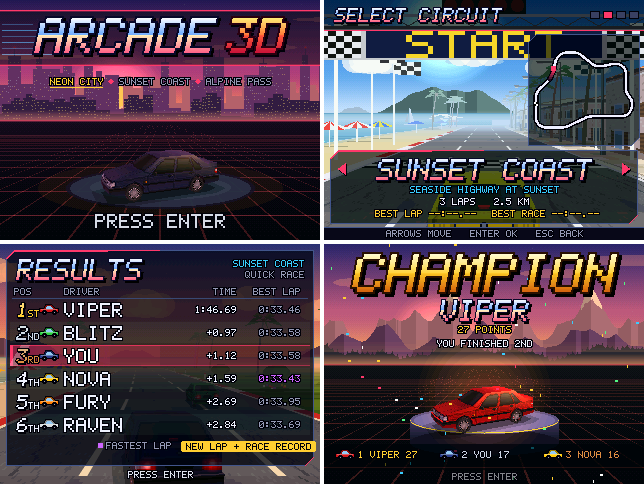 ARCADE 3D
NEON CITY ◆ SUNSET COAST ◆ ALPINE PASS
PRESS ENTER
SELECT CIRCUIT
START
SUNSET COAST
SEASIDE HIGHWAY AT SUNSET
3 LAPS 2.5 KM
BEST LAP --:--.-- BEST RACE --:--.--
ARROWS MOVE ENTER OK ESC BACK
RESULTS
SUNSET COAST
QUICK RACE
POS DRIVER TIME BEST LAP
1ST VIPER 1:46.69 0:33.46
2ND BLITZ +0.97 0:33.58
3RD YOU +1.12 0:33.58
4TH NOVA +1.59 0:33.43
5TH FURY +2.69 0:33.95
6TH RAVEN +2.84 0:33.69
FASTEST LAP NEW LAP + RACE RECORD
PRESS ENTER
CHAMPION
VIPER
27 POINTS
YOU FINISHED 2ND
1 VIPER 27 2 YOU 17 3 NOVA 16
PRESS ENTER